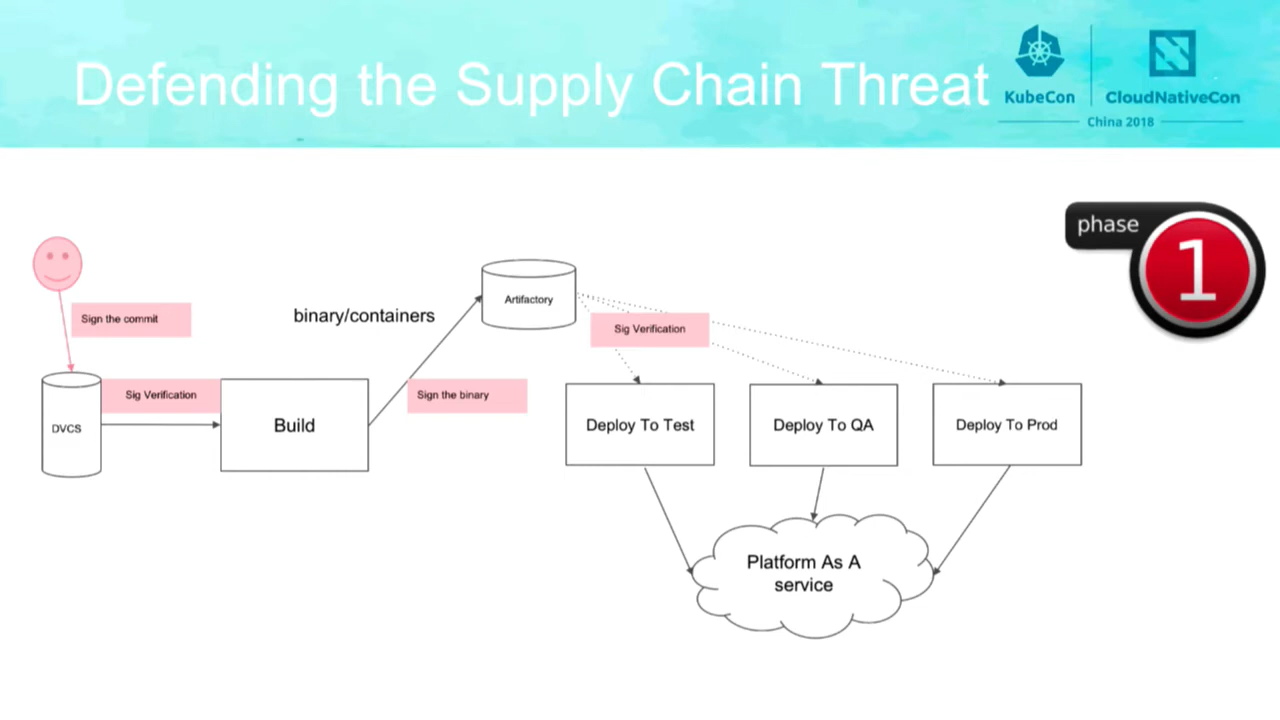 Defending the Supply Chain Threat
KubeCon
CloudNativeCon
China 2018
phase
1
Sign the commit
binary/containers
Artifactory
Sig Verification
DVCS
Sig Verification
Build
Sign the binary
Deploy To Test
Deploy To QA
Deploy To Prod
Platform As A
service